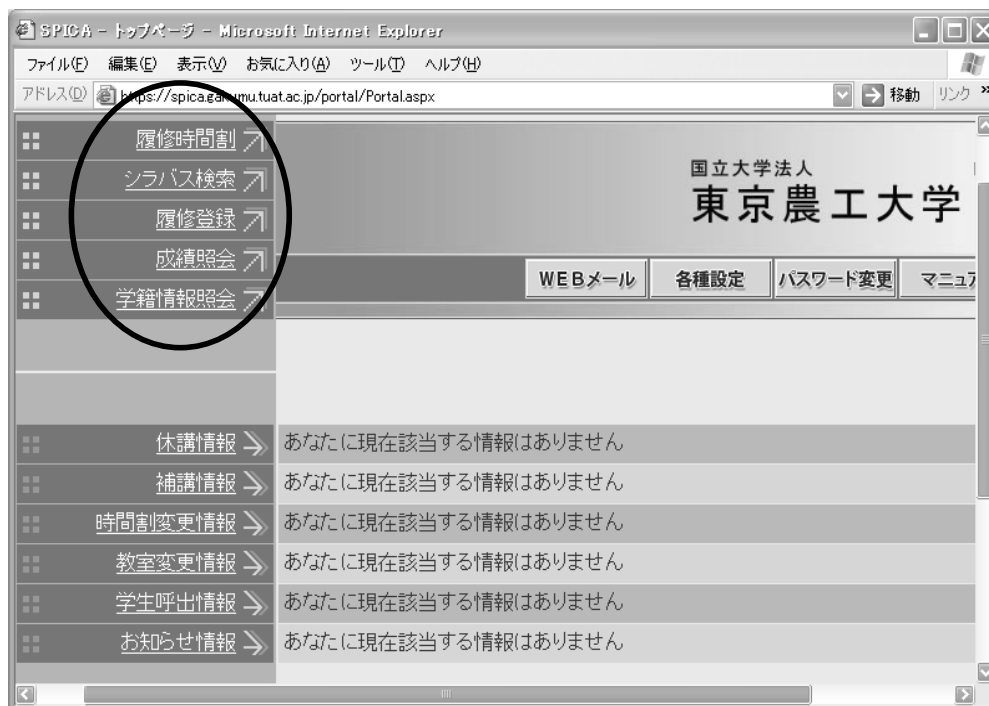 SPICA - トップページ - Microsoft Internet Explorer
ファイル(F) 編集(E) 表示(V) お気に入り(A) ツール(T) ヘルプ(H)
アドレス(D) https://spica.gakumu.tuat.ac.jp/portal/Portal.aspx 移動 リンク »
履修時間割
シラバス検索
履修登録
成績照会
学籍情報照会
国立大学法人
東京農工大学
WEBメール 各種設定 パスワード変更 マニュア
休講情報 あなたに現在該当する情報はありません
補講情報 あなたに現在該当する情報はありません
時間割変更情報 あなたに現在該当する情報はありません
教室変更情報 あなたに現在該当する情報はありません
学生呼出情報 あなたに現在該当する情報はありません
お知らせ情報 あなたに現在該当する情報はありません